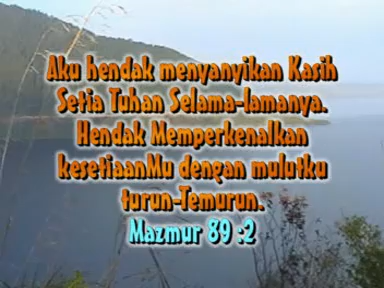 Aku hendak menyanyikan Kasih
Setia Tuhan Selama-lamanya.
Hendak Memperkenalkan
kesetiaanMu dengan mulutku
turun-Temurun.
Mazmur 89 :2